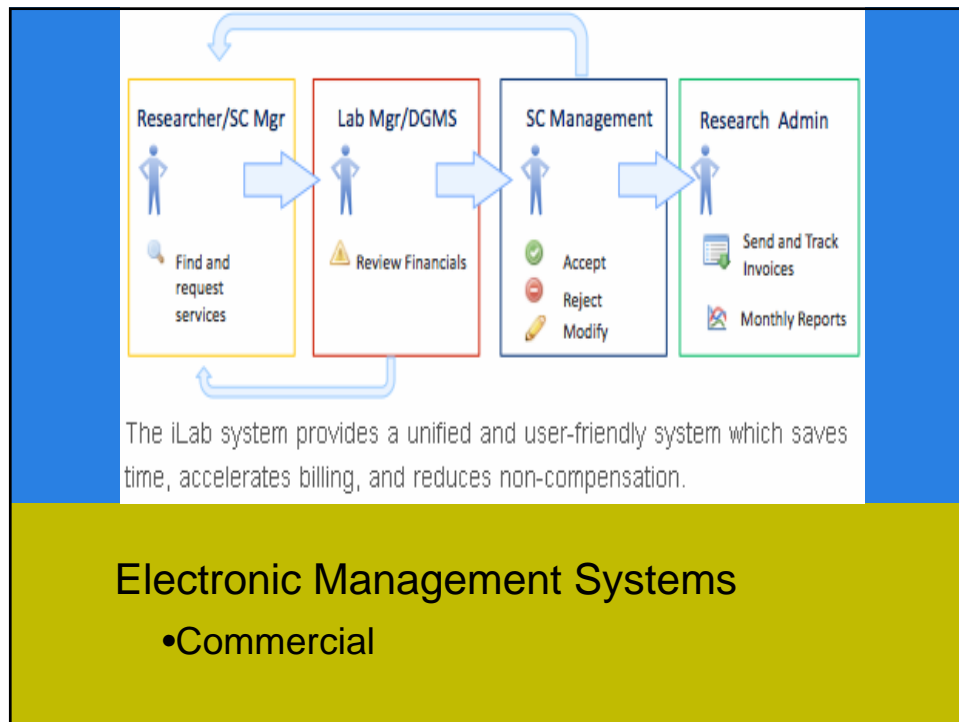 Researcher/SC Mgr
Lab Mgr/DGMS
SC Management
Research Admin
Find and
request
services
Review Financials
Accept
Reject
Modify
Send and Track
Invoices
Monthly Reports
The iLab system provides a unified and user-friendly system which saves
time, accelerates billing, and reduces non-compensation.
Electronic Management Systems
•Commercial